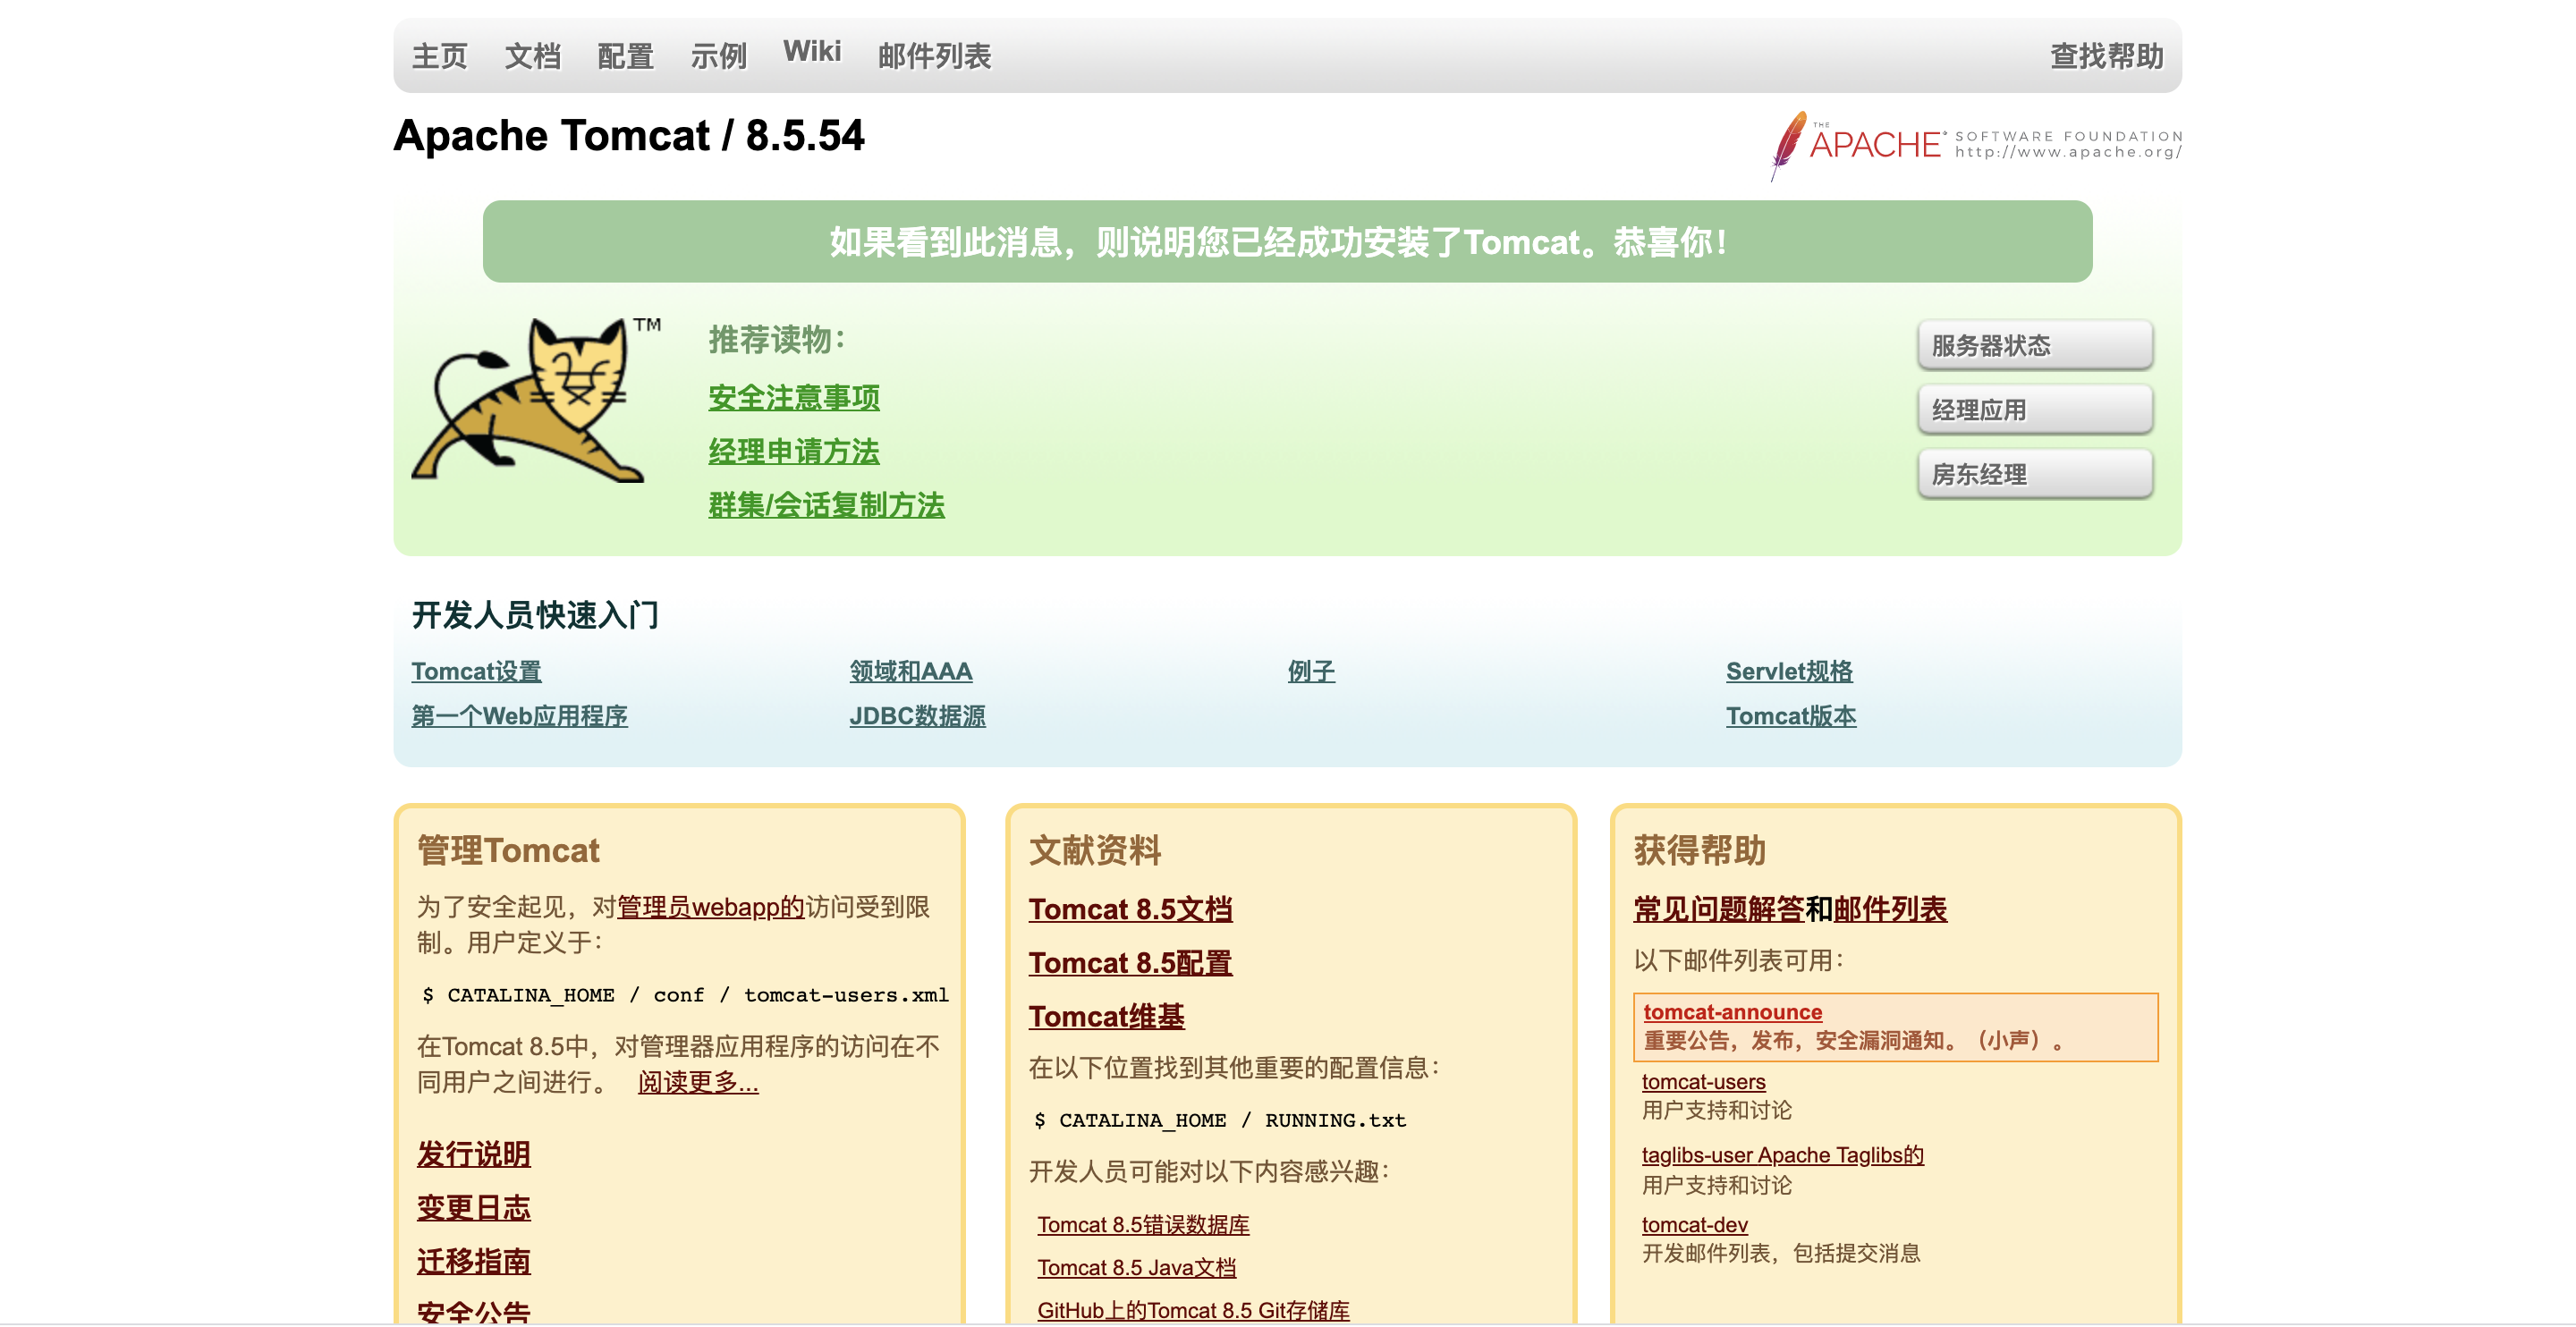 主页 文档 配置 示例 Wiki 邮件列表 查找帮助
Apache Tomcat / 8.5.54
THE APACHE® SOFTWARE FOUNDATION
http://www.apache.org/
如果看到此消息，则说明您已经成功安装了Tomcat。恭喜你！
TM
推荐读物：
安全注意事项
经理申请方法
群集/会话复制方法
服务器状态
经理应用
房东经理
开发人员快速入门
Tomcat设置 领域和AAA 例子 Servlet规格
第一个Web应用程序 JDBC数据源 Tomcat版本
管理Tomcat
为了安全起见，对管理员webapp的访问受到限
制。用户定义于：
$ CATALINA_HOME / conf / tomcat-users.xml
在Tomcat 8.5中，对管理器应用程序的访问在不
同用户之间进行。 阅读更多...
发行说明
变更日志
迁移指南
安全公告
文献资料
Tomcat 8.5文档
Tomcat 8.5配置
Tomcat维基
在以下位置找到其他重要的配置信息：
$ CATALINA_HOME / RUNNING.txt
开发人员可能对以下内容感兴趣：
Tomcat 8.5错误数据库
Tomcat 8.5 Java文档
GitHub上的Tomcat 8.5 Git存储库
获得帮助
常见问题解答和邮件列表
以下邮件列表可用：
tomcat-announce
重要公告，发布，安全漏洞通知。（小声）。
tomcat-users
用户支持和讨论
taglibs-user Apache Taglibs的
用户支持和讨论
tomcat-dev
开发邮件列表，包括提交消息